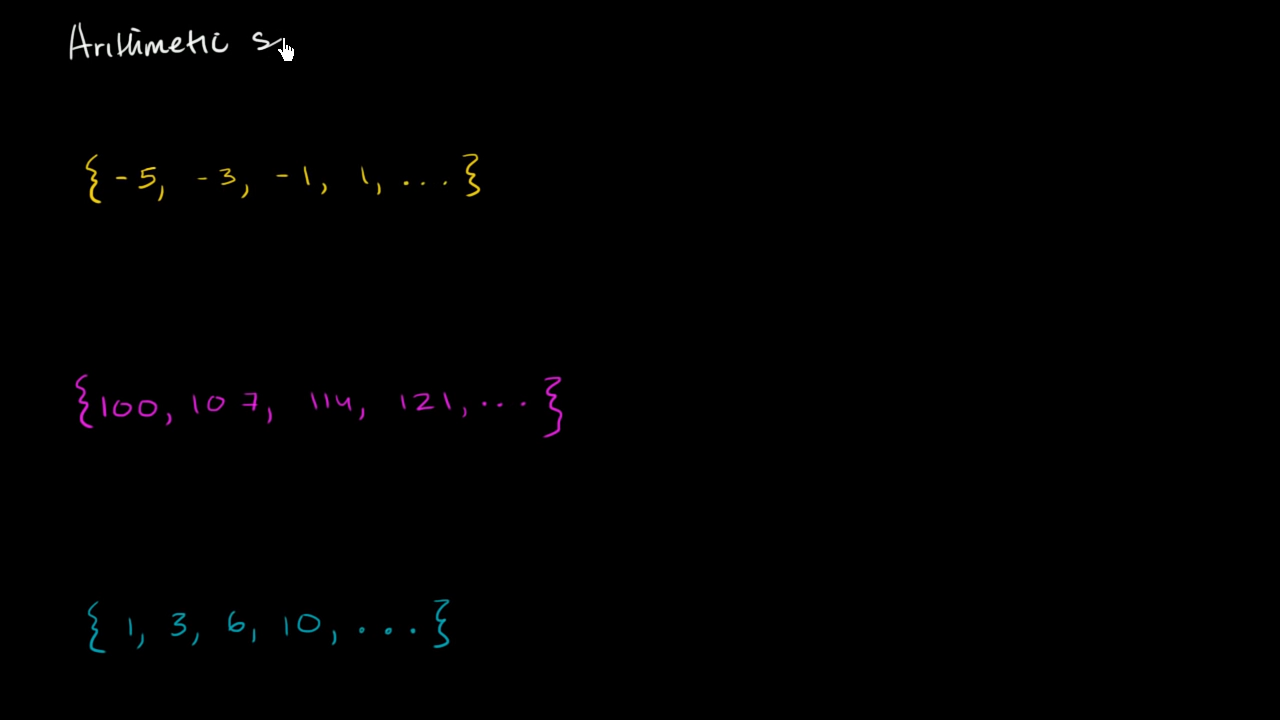 Arithmetic s
{-5, -3, -1, 1, ...}
{100, 107, 114, 121, ...}
{1, 3, 6, 10, ...}